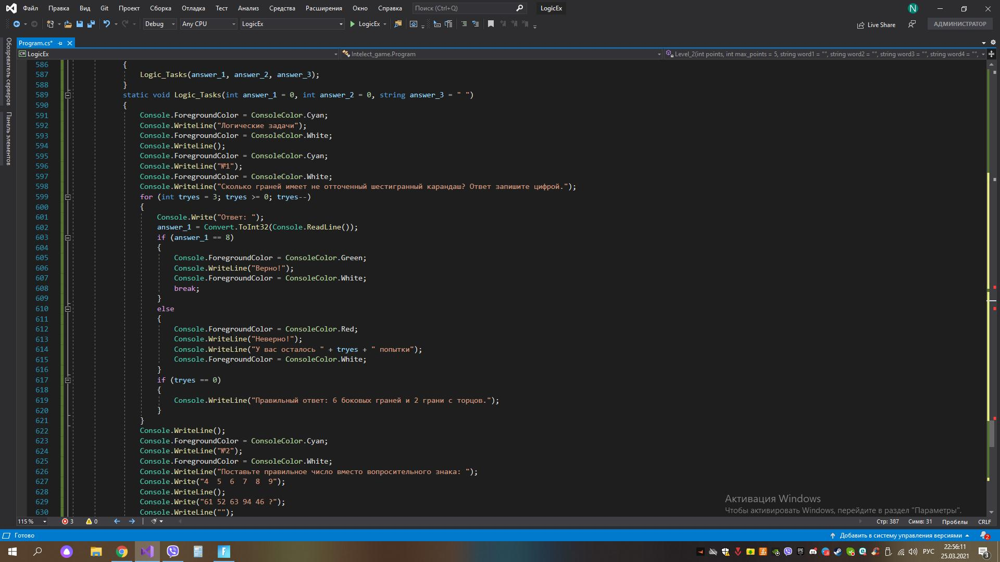 Файл Правка Вид Git Проект Сборка Отладка Тест Анализ Средства Расширения Окно Справка Поиск (Ctrl+Q) LogicEx N
Debug Any CPU LogicEx LogicEx Live Share АДМИНИСТРАТОР
Обозреватель серверов
Панель элементов
Program.cs*
C# LogicEx Intelect_game.Program Level_2(int points, int max_points = 5, string word1 = "", string word2 = "", string word3 = "", string word4 = "",
586 {
587 Logic_Tasks(answer_1, answer_2, answer_3);
588 }
589 static void Logic_Tasks(int answer_1 = 0, int answer_2 = 0, string answer_3 = " ")
590 {
591 Console.ForegroundColor = ConsoleColor.Cyan;
592 Console.WriteLine("Логические задачи");
593 Console.ForegroundColor = ConsoleColor.White;
594 Console.WriteLine();
595 Console.ForegroundColor = ConsoleColor.Cyan;
596 Console.WriteLine("№1");
597 Console.ForegroundColor = ConsoleColor.White;
598 Console.WriteLine("Сколько граней имеет не отточенный шестигранный карандаш? Ответ запишите цифрой.");
599 for (int tryes = 3; tryes >= 0; tryes--)
600 {
601 Console.Write("Ответ: ");
602 answer_1 = Convert.ToInt32(Console.ReadLine());
603 if (answer_1 == 8)
604 {
605 Console.ForegroundColor = ConsoleColor.Green;
606 Console.WriteLine("Верно!");
607 Console.ForegroundColor = ConsoleColor.White;
608 break;
609 }
610 else
611 {
612 Console.ForegroundColor = ConsoleColor.Red;
613 Console.WriteLine("Неверно!");
614 Console.WriteLine("У вас осталось " + tryes + " попытки");
615 Console.ForegroundColor = ConsoleColor.White;
616 }
617 if (tryes == 0)
618 {
619 Console.WriteLine("Правильный ответ: 6 боковых граней и 2 грани с торцов.");
620 }
621 }
622 Console.WriteLine();
623 Console.ForegroundColor = ConsoleColor.Cyan;
624 Console.WriteLine("№2");
625 Console.ForegroundColor = ConsoleColor.White;
626 Console.WriteLine("Поставьте правильное число вместо вопросительного знака: ");
627 Console.Write("4  5  6  7  8  9");
628 Console.WriteLine();
629 Console.Write("61 52 63 94 46 ?");
630 Console.WriteLine("");
Активация Windows
Чтобы активировать Windows, перейдите в раздел "Параметры".
115 % 3 0 Стр: 387 Симв: 31 Пробелы CRLF
Готово Добавить в систему управления версиями 2
РУС 22:56:11
25.03.2021 3